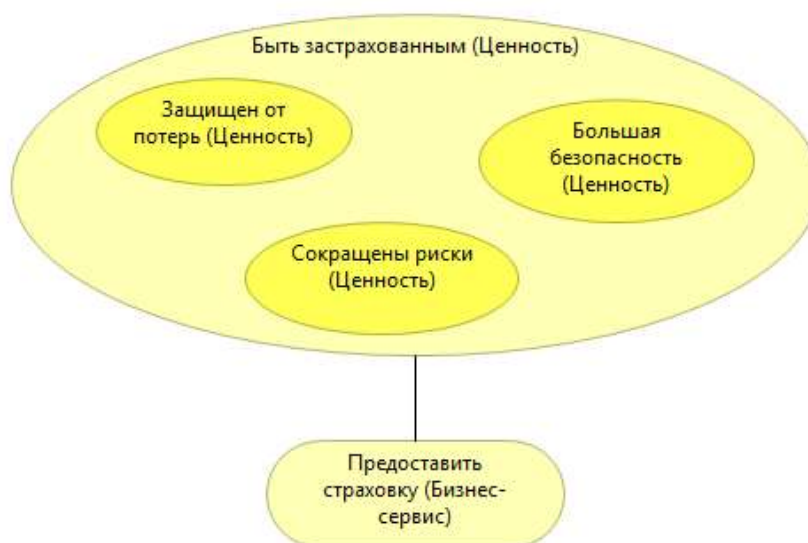 Быть застрахованным (Ценность)
Защищен от
потерь (Ценность)
Большая
безопасность
(Ценность)
Сокращены риски
(Ценность)
Предоставить
страховку (Бизнес-
сервис)